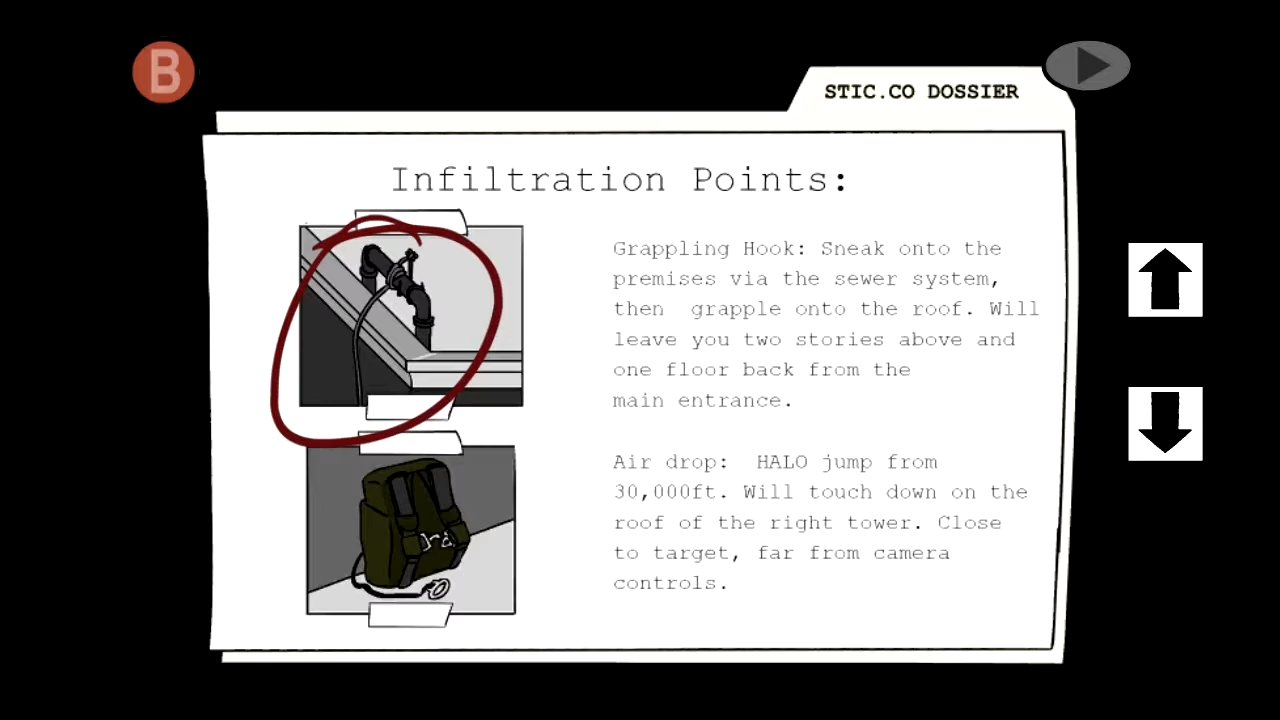 B
STIC.CO DOSSIER
Infiltration Points:
Grappling Hook: Sneak onto the
premises via the sewer system,
then  grapple onto the roof. Will
leave you two stories above and
one floor back from the
main entrance.
Air drop:  HALO jump from
30,000ft. Will touch down on the
roof of the right tower. Close
to target, far from camera
controls.